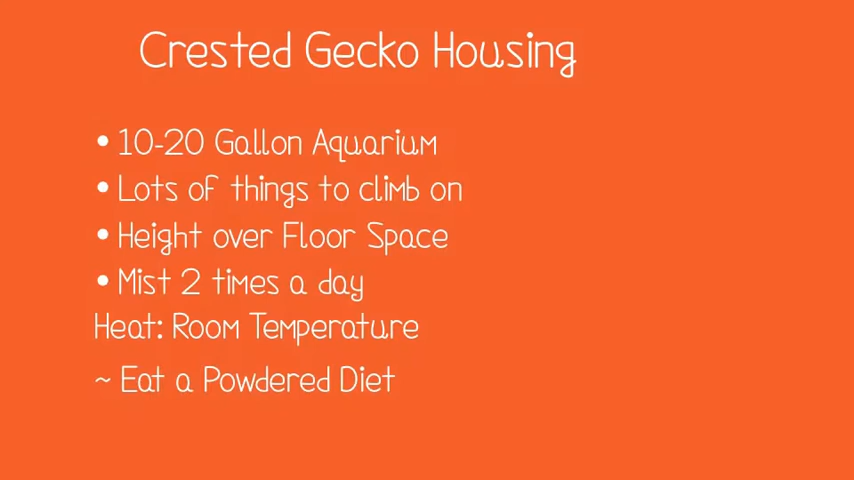 Crested Gecko Housing
• 10-20 Gallon Aquarium
• Lots of things to climb on
• Height over Floor Space
• Mist 2 times a day
Heat: Room Temperature
~ Eat a Powdered Diet